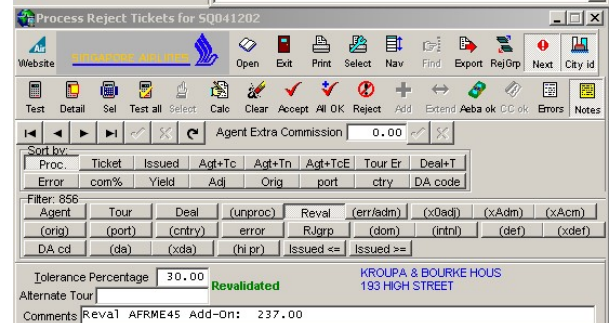 Process Reject Tickets for SQ041202
Website SINGAPORE AIRLINES Open Exit Print Select Nav Find Export RejGrp Next City id
Test Detail Sel Test all Select Calc Clear Accept All OK Reject Add Extend Aeba ok CC ok Errors Notes
Agent Extra Commission 0.00
Sort by:
Proc. Ticket Issued Agt+Tc Agt+Tn Agt+TcE Tour Er Deal+T
Error com% Yield Adj Orig port ctry DA code
Filter: 856
Agent Tour Deal (unproc) Reval (err/adm) (x0adj) (xAdm) (xAcm)
(orig) (port) (cntry) error RJgrp (dom) (intnl) (def) (xdef)
DA cd (da) (xda) (hi pr) Issued <= Issued >=
Tolerance Percentage 30.00 Revalidated KROUPA & BOURKE HOUS
193 HIGH STREET
Alternate Tour
Comments Reval AFRME45 Add-On: 237.00